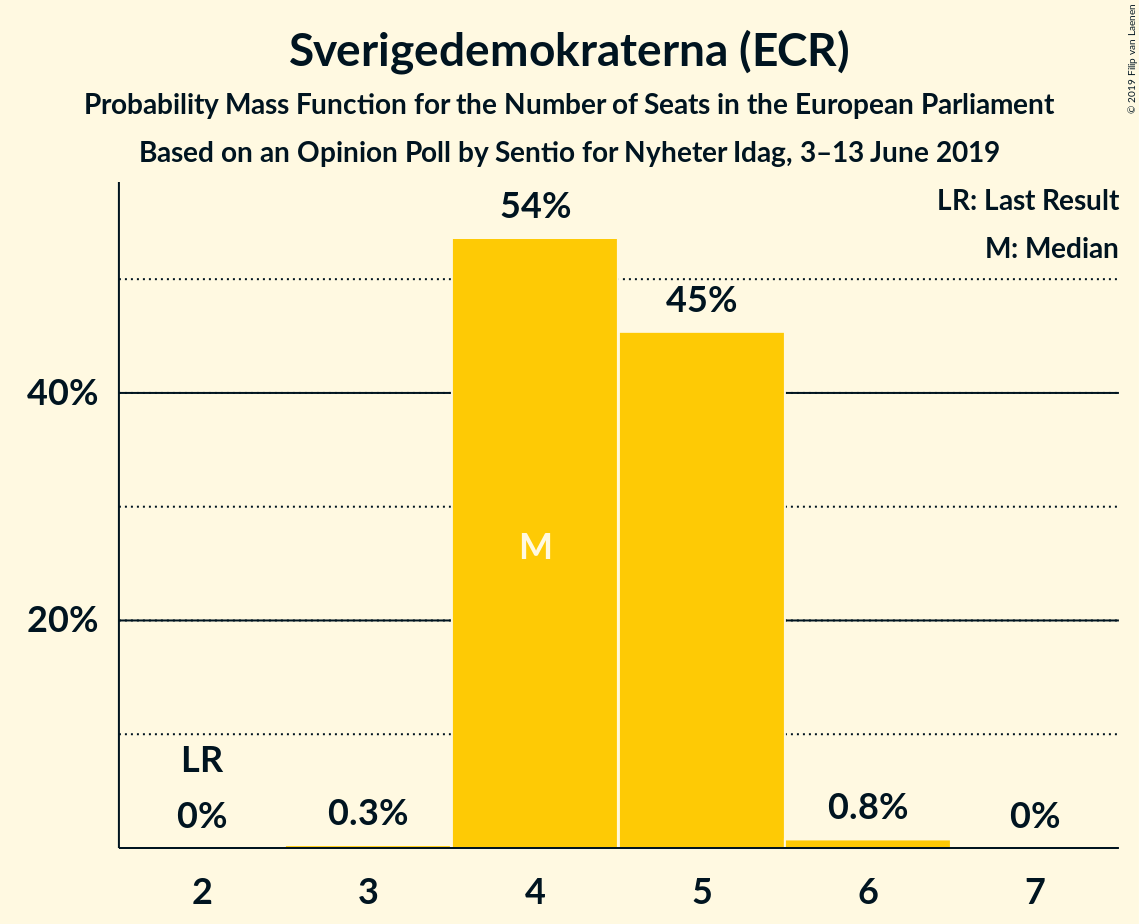 Sverigedemokraterna (ECR)
Probability Mass Function for the Number of Seats in the European Parliament
Based on an Opinion Poll by Sentio for Nyheter Idag, 3–13 June 2019
© 2019 Filip van Laenen
LR: Last Result
M: Median
54%
45%
40%
M
20%
LR
0%
0.3%
0.8%
0%
2
3
4
5
6
7